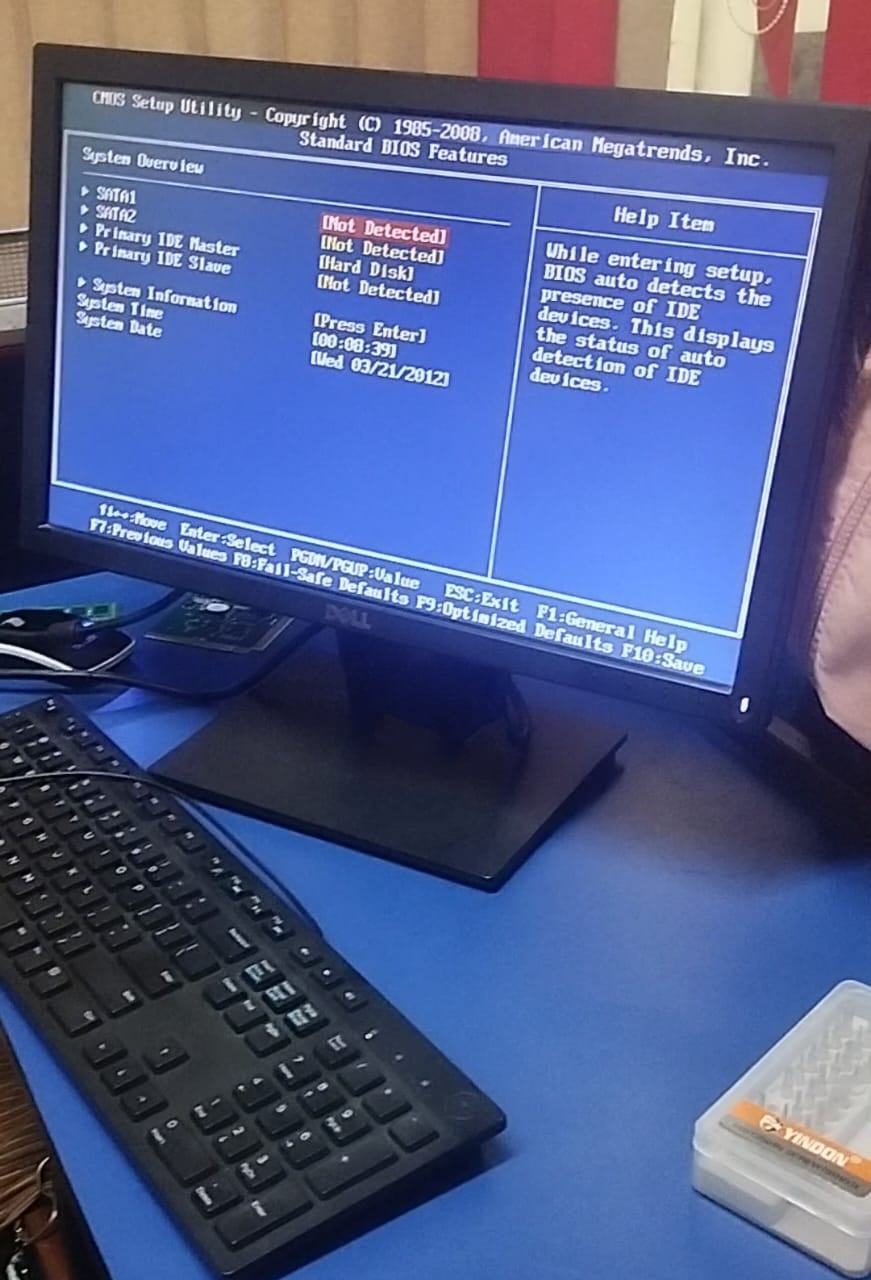 CMOS Setup Utility - Copyright (C) 1985-2008, American Megatrends, Inc.
Standard BIOS Features
System Overview
SATA1 [Not Detected]
SATA2 [Not Detected]
Primary IDE Master [Hard Disk]
Primary IDE Slave [Not Detected]
System Information [Press Enter]
System Time [00:08:39]
System Date [Wed 03/21/2012]
Help Item
While entering setup,
BIOS auto detects the
presence of IDE
devices. This displays
the status of auto
detection of IDE
devices.
↑↓←→:Move Enter:Select PGDN/PGUP:Value ESC:Exit F1:General Help
F7:Previous Values F8:Fail-Safe Defaults F9:Optimized Defaults F10:Save
DELL
YINDON